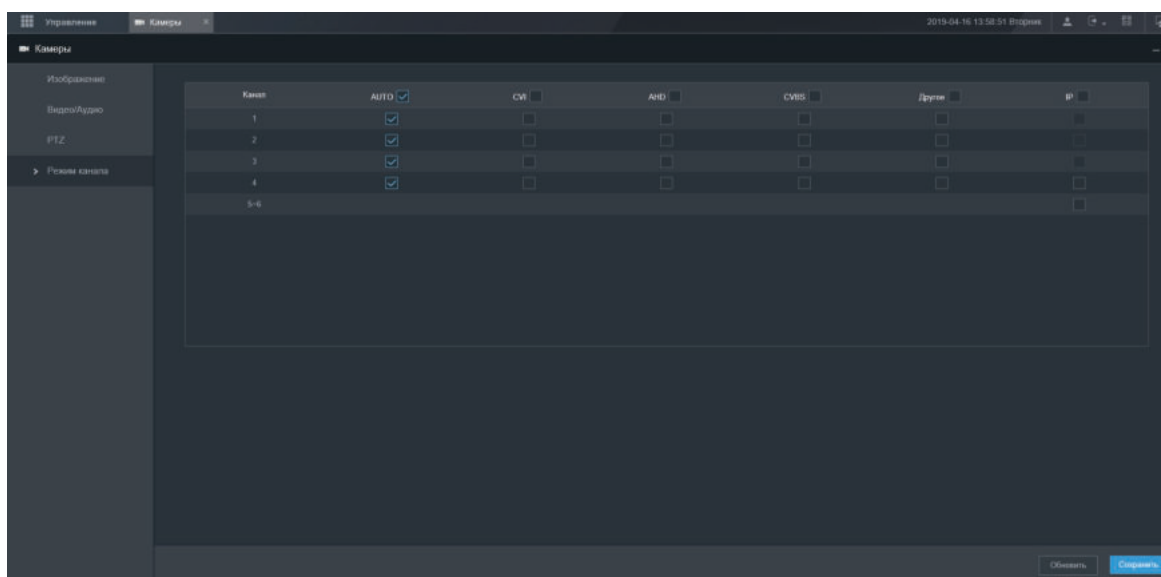 Управление Камеры × 2019-04-16 13:58:51 Вторник
Камеры
Изображение
Видео/Аудио
PTZ
Режим канала
Канал AUTO CVI AHD CVBS Другое IP
1
2
3
4
5~6
Обновить Сохранить